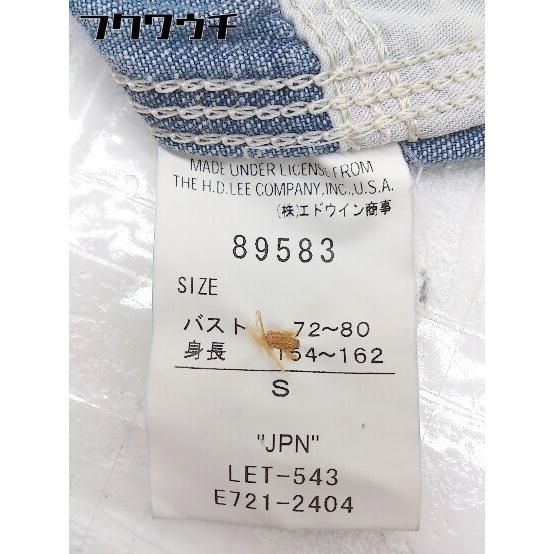 フクワウチ
MADE UNDER LICENSE FROM
THE H.D.LEE COMPANY,INC.,U.S.A.
(株)エドウイン商事
89583
SIZE
バスト 72~80
身長 154~162
S
"JPN"
LET-543
E721-2404